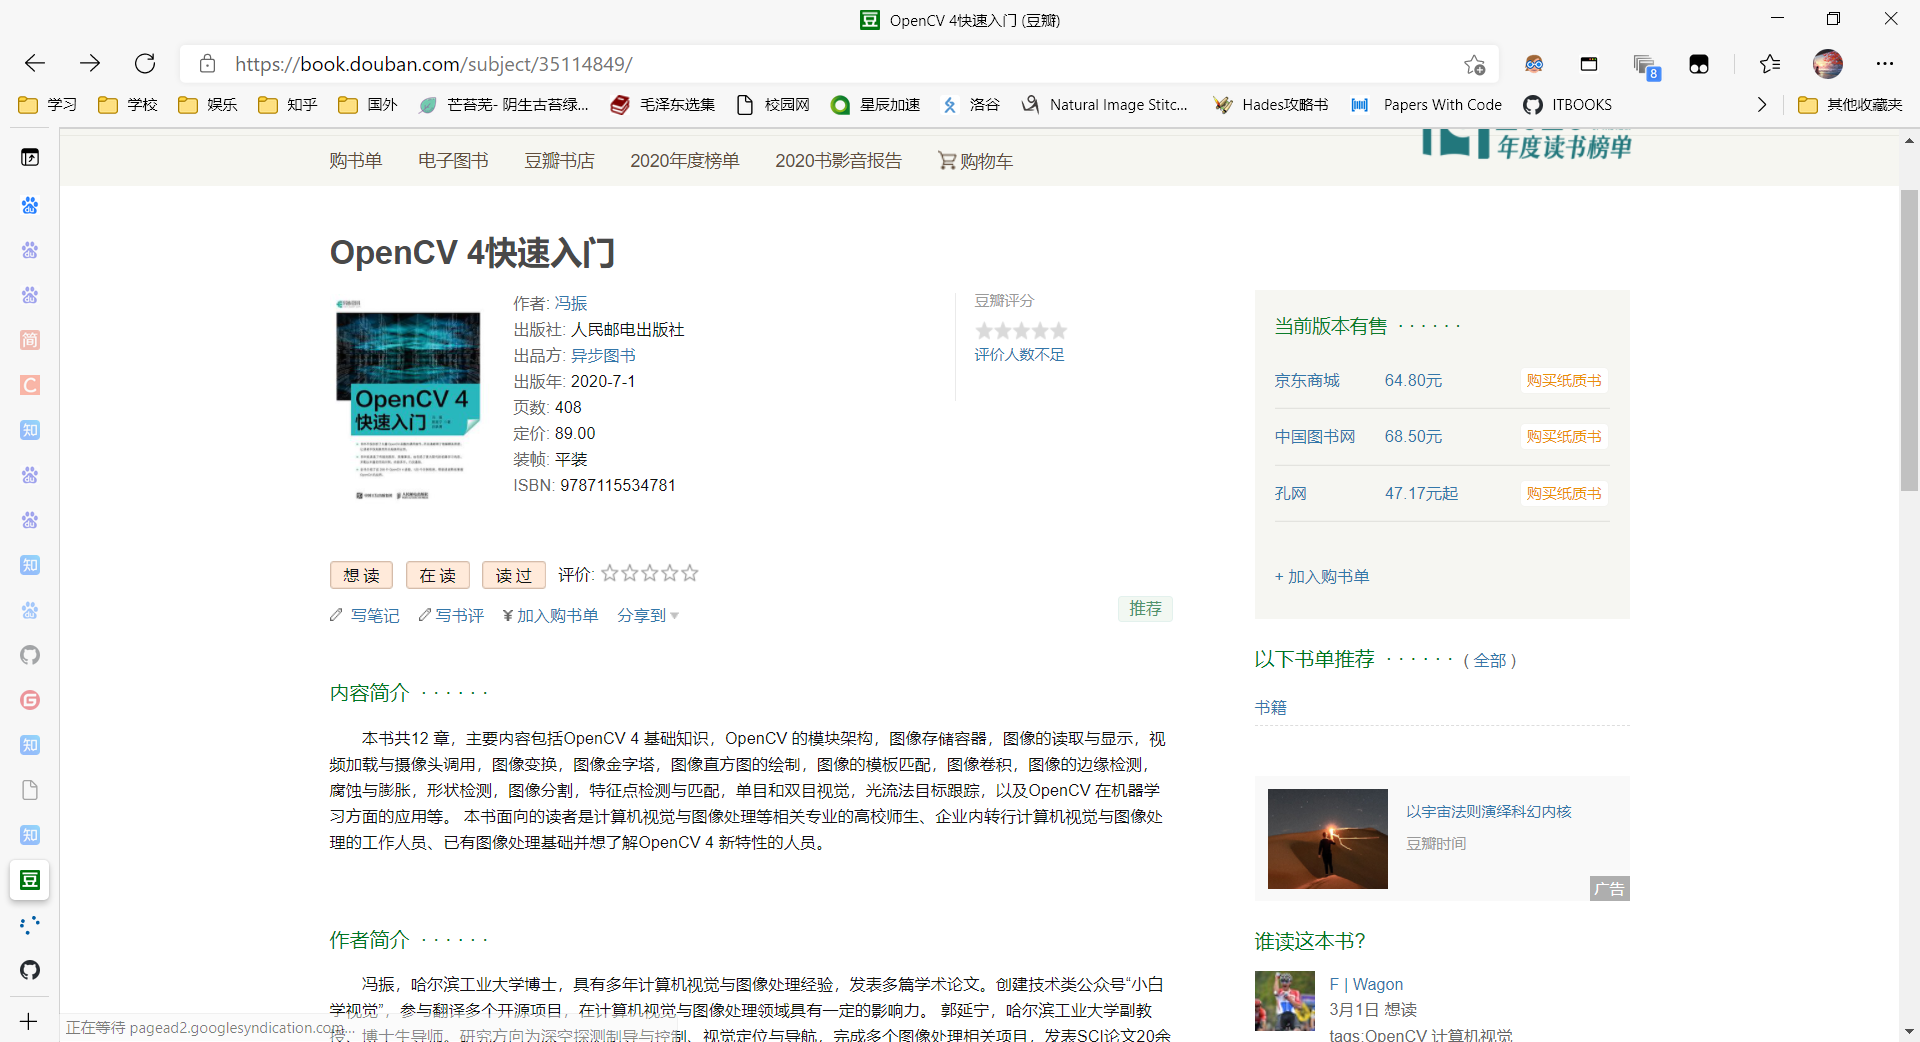 OpenCV 4快速入门 (豆瓣)
https://book.douban.com/subject/35114849/
8
学习 学校 娱乐 知乎 国外 芒苔芜- 阴生古苔绿... 毛泽东选集 校园网 星辰加速 洛谷 Natural Image Stitc... Hades攻略书 Papers With Code ITBOOKS 其他收藏夹
购书单 电子图书 豆瓣书店 2020年度榜单 2020书影音报告 购物车
年度读书榜单
OpenCV 4快速入门
OpenCV 4
快速入门
作者: 冯振
出版社: 人民邮电出版社
出品方: 异步图书
出版年: 2020-7-1
页数: 408
定价: 89.00
装帧: 平装
ISBN: 9787115534781
豆瓣评分
评价人数不足
想读 在读 读过 评价:
写笔记 写书评 ¥加入购书单 分享到
推荐
内容简介 · · · · · ·
本书共12 章，主要内容包括OpenCV 4 基础知识，OpenCV 的模块架构，图像存储容器，图像的读取与显示，视
频加载与摄像头调用，图像变换，图像金字塔，图像直方图的绘制，图像的模板匹配，图像卷积，图像的边缘检测，
腐蚀与膨胀，形状检测，图像分割，特征点检测与匹配，单目和双目视觉，光流法目标跟踪，以及OpenCV 在机器学
习方面的应用等。 本书面向的读者是计算机视觉与图像处理等相关专业的高校师生、企业内转行计算机视觉与图像处
理的工作人员、已有图像处理基础并想了解OpenCV 4 新特性的人员。
作者简介 · · · · · ·
冯振，哈尔滨工业大学博士，具有多年计算机视觉与图像处理经验，发表多篇学术论文。创建技术类公众号“小白
学视觉”，参与翻译多个开源项目，在计算机视觉与图像处理领域具有一定的影响力。 郭延宁，哈尔滨工业大学副教
授、博士生导师。研究方向为深空探测制导与控制、视觉定位与导航，完成多个图像处理相关项目，发表SCI论文20余
正在等待 pagead2.googlesyndication.com...
当前版本有售 · · · · · ·
京东商城 64.80元 购买纸质书
中国图书网 68.50元 购买纸质书
孔网 47.17元起 购买纸质书
+ 加入购书单
以下书单推荐 · · · · · · ( 全部 )
书籍
以宇宙法则演绎科幻内核
豆瓣时间
广告
谁读这本书?
F | Wagon
3月1日 想读
tags:OpenCV 计算机视觉